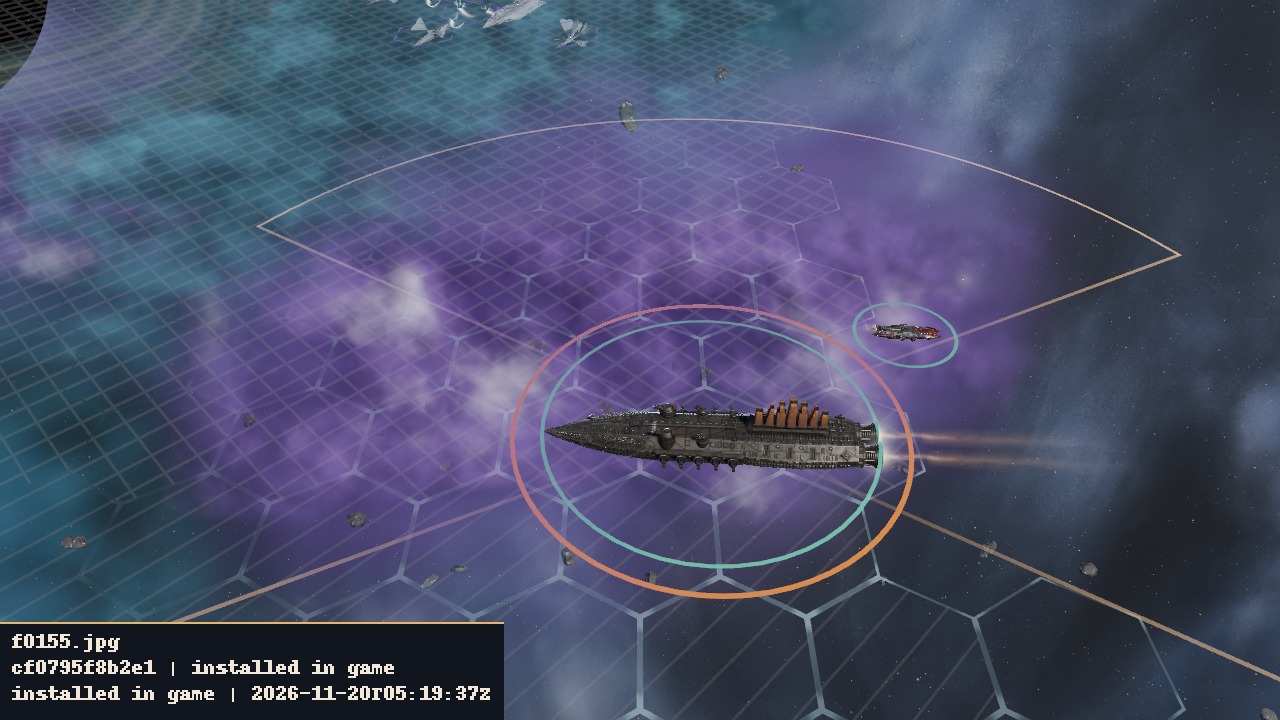 f0155.jpg
cf0795f8b2e1 | installed in game
installed in game | 2026-11-20T05:19:37Z